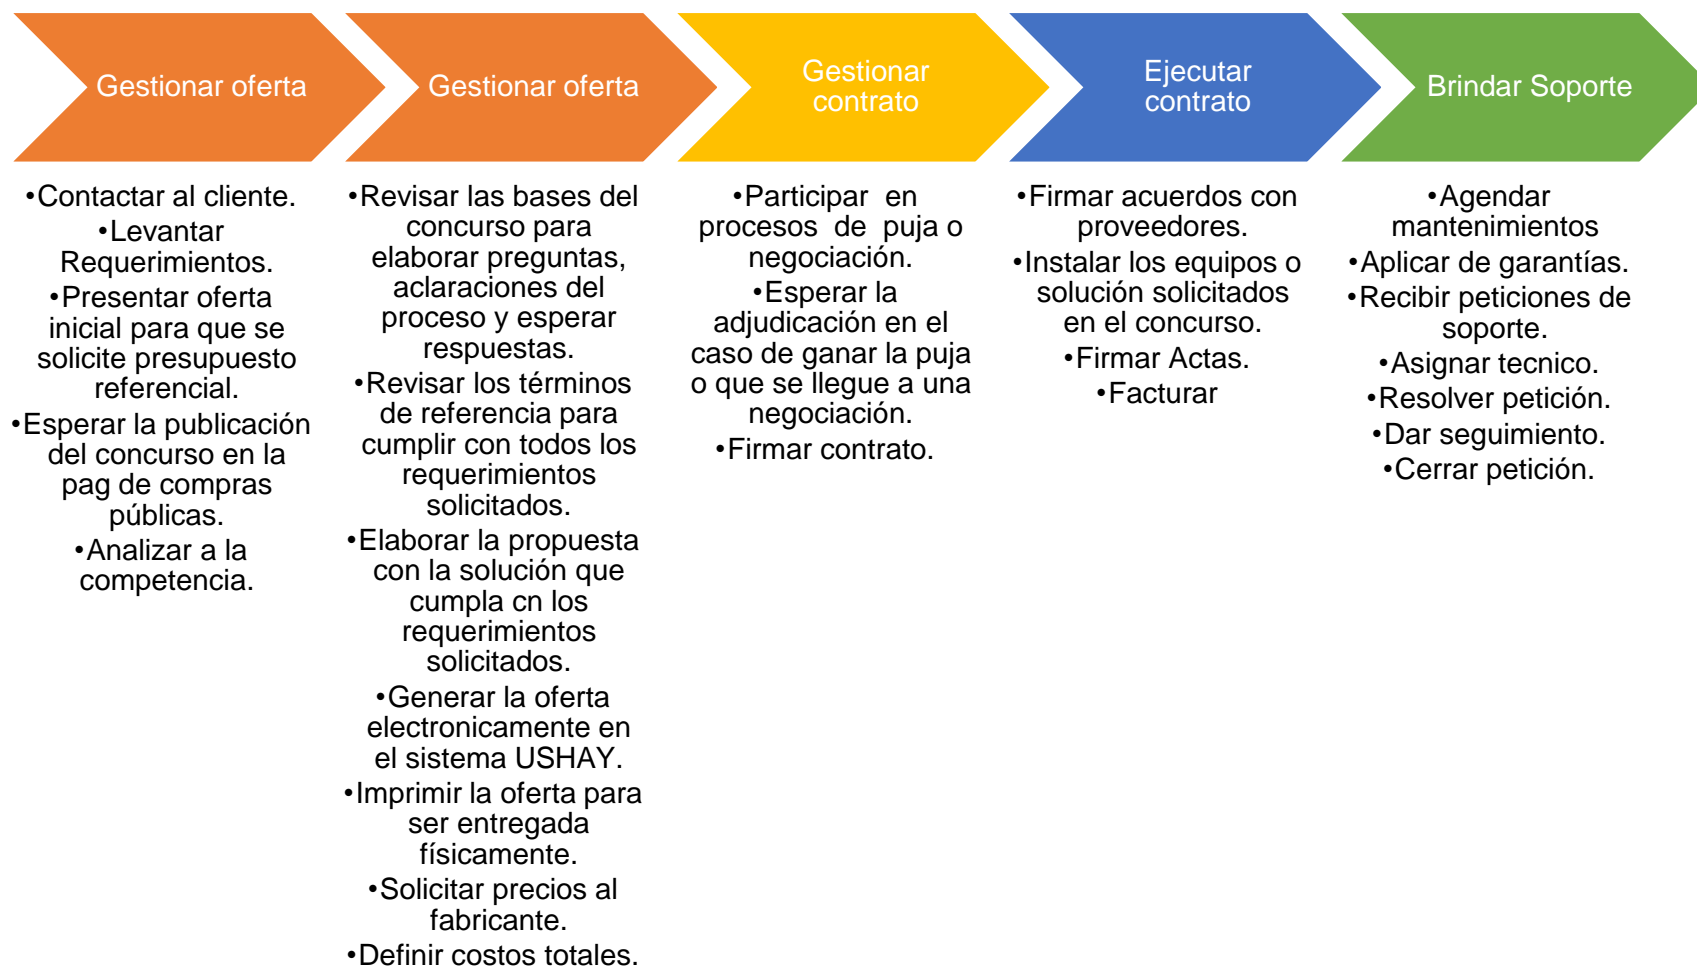 Gestionar oferta
Gestionar oferta
Gestionar
contrato
Ejecutar
contrato
Brindar Soporte
•Contactar al cliente.
•Levantar
Requerimientos.
•Presentar oferta
inicial para que se
solicite presupuesto
referencial.
•Esperar la publicación
del concurso en la
pag de compras
públicas.
•Analizar a la
competencia.
•Revisar las bases del
concurso para
elaborar preguntas,
aclaraciones del
proceso y esperar
respuestas.
•Revisar los términos
de referencia para
cumplir con todos los
requerimientos
solicitados.
•Elaborar la propuesta
con la solución que
cumpla cn los
requerimientos
solicitados.
•Generar la oferta
electronicamente en
el sistema USHAY.
•Imprimir la oferta para
ser entregada
físicamente.
•Solicitar precios al
fabricante.
•Definir costos totales.
•Participar en
procesos de puja o
negociación.
•Esperar la
adjudicación en el
caso de ganar la puja
o que se llegue a una
negociación.
•Firmar contrato.
•Firmar acuerdos con
proveedores.
•Instalar los equipos o
solución solicitados
en el concurso.
•Firmar Actas.
•Facturar
•Agendar
mantenimientos
•Aplicar de garantías.
•Recibir peticiones de
soporte.
•Asignar tecnico.
•Resolver petición.
•Dar seguimiento.
•Cerrar petición.